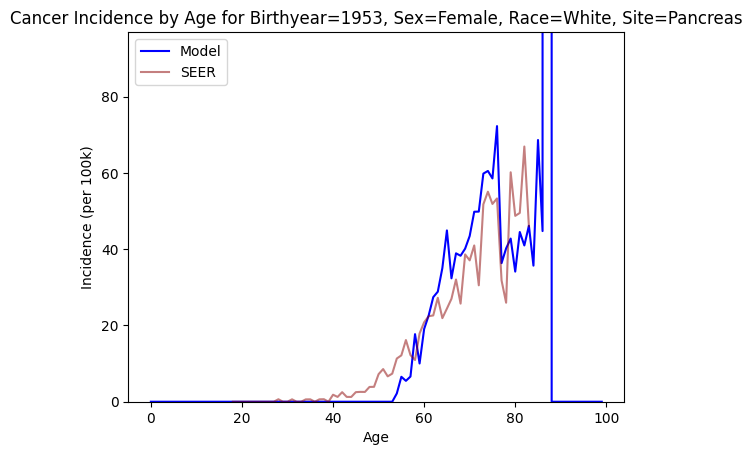 Cancer Incidence by Age for Birthyear=1953, Sex=Female, Race=White, Site=Pancreas
Model
SEER
Incidence (per 100k)
80
60
40
20
0
0 20 40 60 80 100
Age